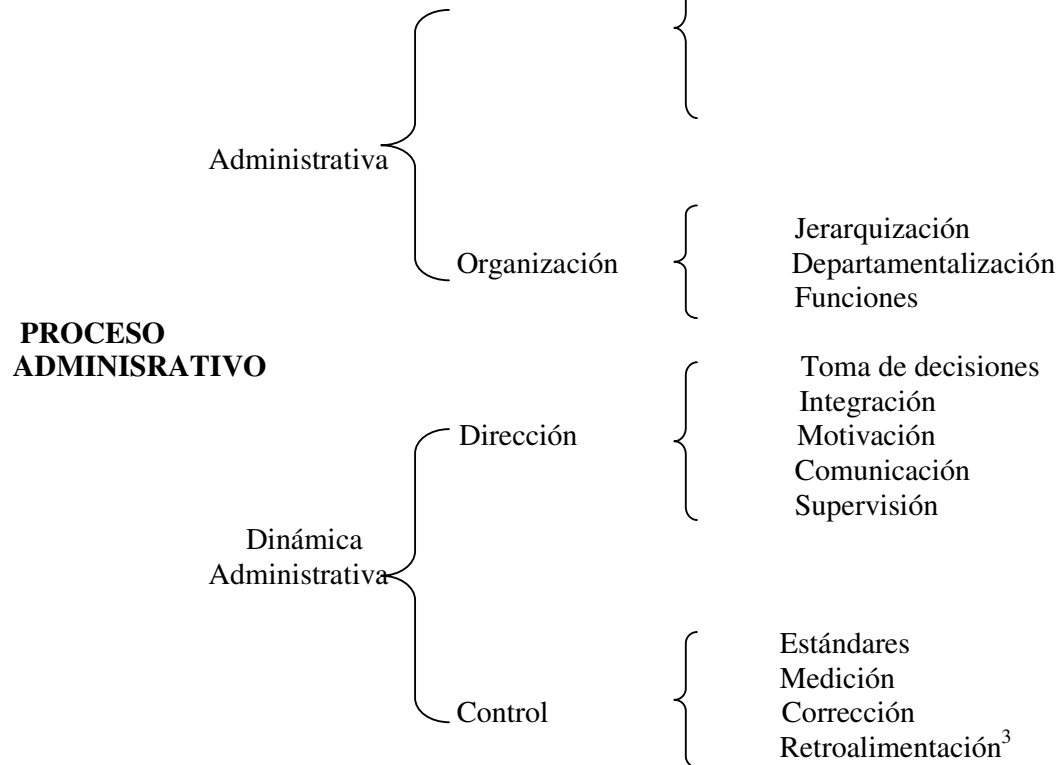 Administrativa
Organización
Jerarquización
Departamentalización
Funciones
PROCESO
ADMINISRATIVO
Dinámica
Administrativa
Dirección
Toma de decisiones
Integración
Motivación
Comunicación
Supervisión
Control
Estándares
Medición
Corrección
Retroalimentación³